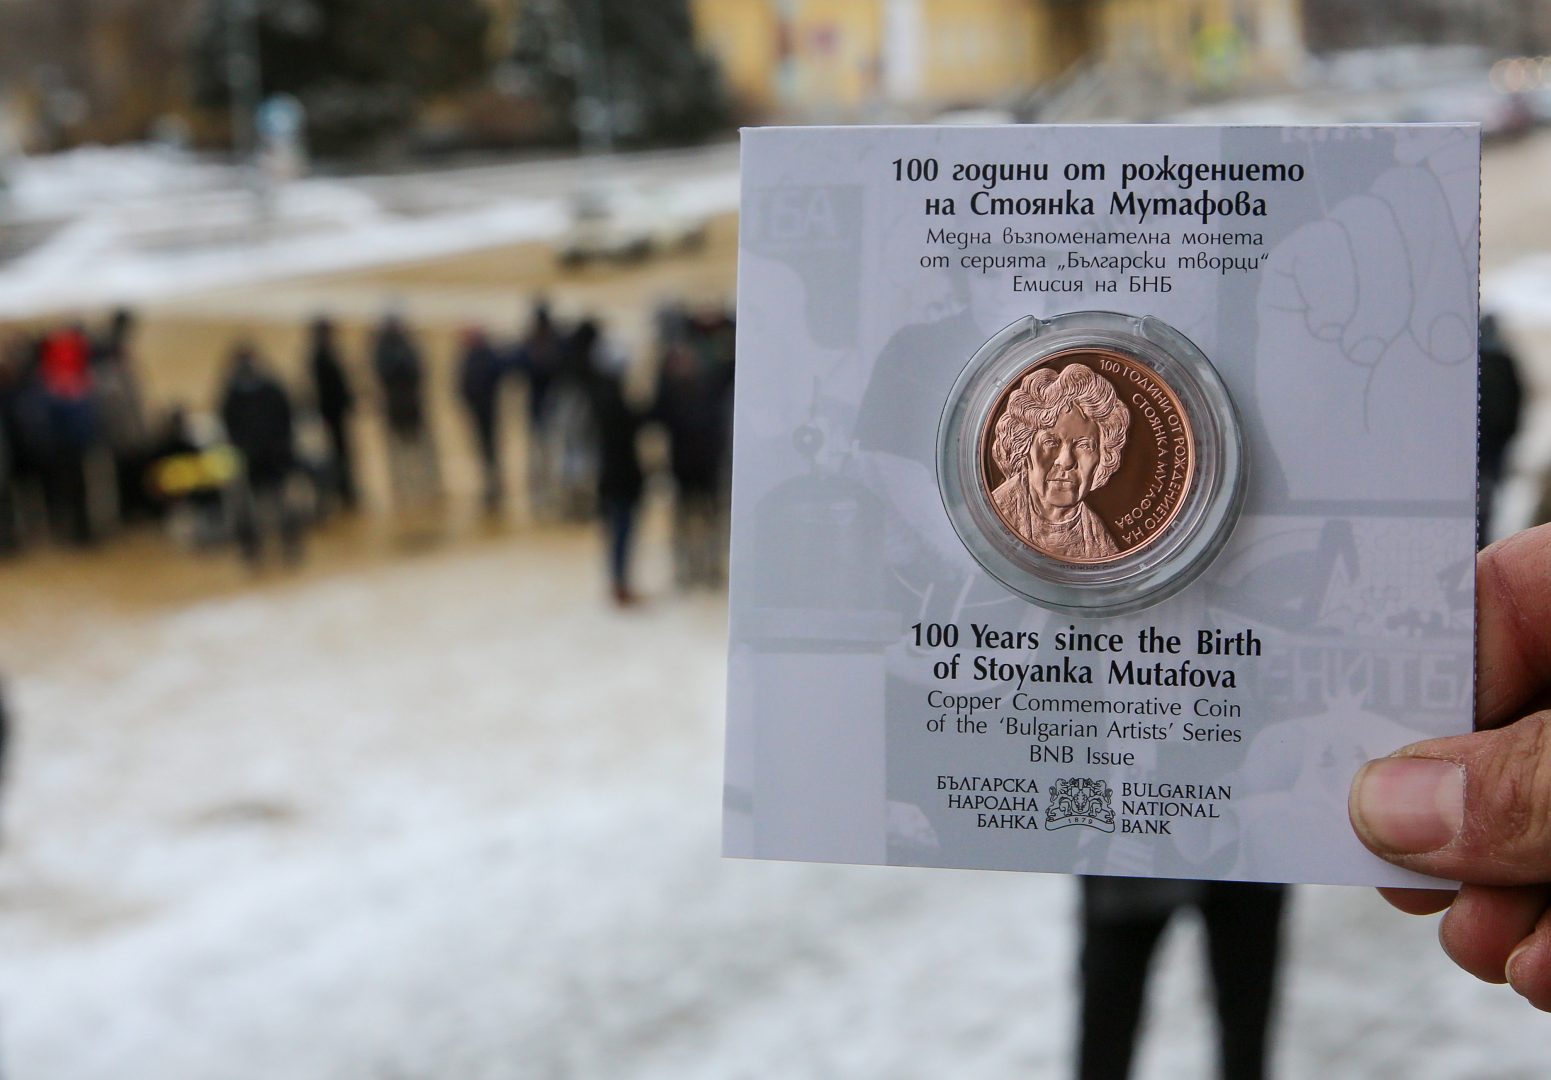 100 години от рождението
на Стоянка Мутафова
Медна възпоменателна монета
от серията „Български творци“
Емисия на БНБ
100 ГОДИНИ ОТ РОЖДЕНИЕТО НА
СТОЯНКА МУТАФОВА
100 Years since the Birth
of Stoyanka Mutafova
Copper Commemorative Coin
of the ‘Bulgarian Artists’ Series
BNB Issue
БЪЛГАРСКА
НАРОДНА
БАНКА
1879
BULGARIAN
NATIONAL
BANK